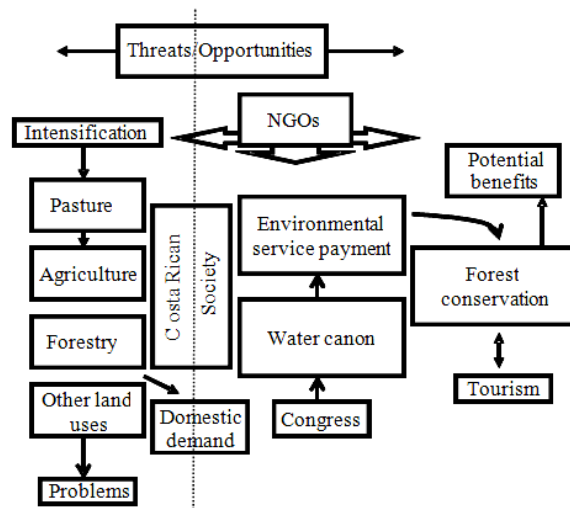 Threats/Opportunities
NGOs
Intensification
Potential
benefits
Pasture
Environmental
service payment
Costa Rican
Society
Agriculture
Forest
conservation
Forestry
Water canon
Other land
uses
Domestic
demand
Congress
Tourism
Problems